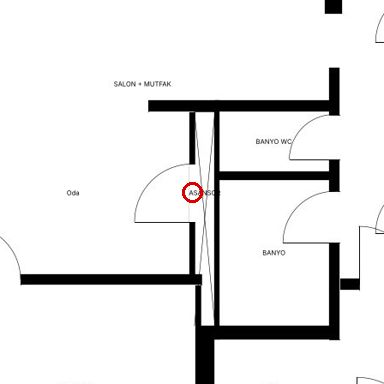 SALON + MUTFAK
BANYO WC
Oda
ASANSÖR
BANYO